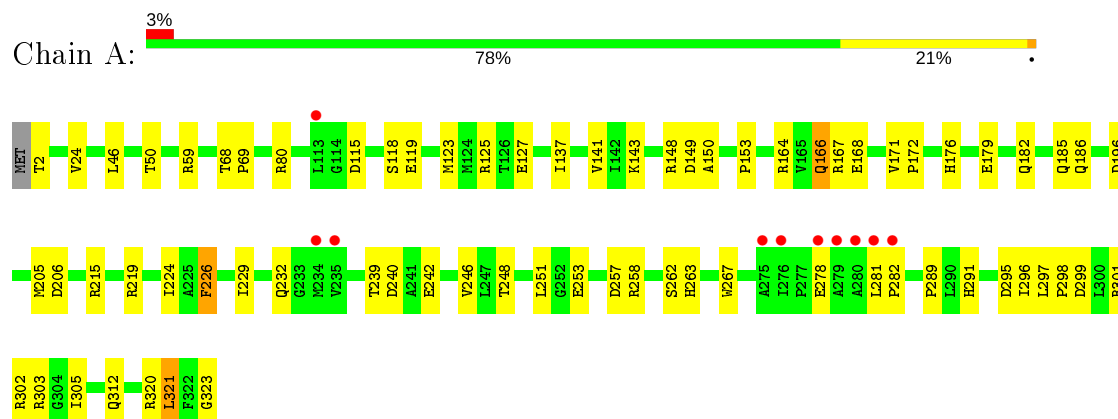 3%
Chain A:
78% 21% •
MET T2 V24 L46 T50 R59 T68 P69 R80 L113 G114 D115 S118 E119 M123 M124 R125 T126 E127 I137 V141 I142 K143 R148 D149 A150 P153 R164 V165 Q166 R167 E168 V171 P172 H176 E179 Q182 Q185 Q186 D196
M205 D206 R215 R219 I224 A225 F226 I229 Q232 G233 M234 V235 T239 D240 A241 E242 V246 L247 T248 L251 G252 E253 D257 R258 S262 H263 W267 A275 I276 P277 E278 A279 A280 L281 P282 P289 L290 H291 D295 I296 L297 P298 D299 L300
R302 R303 G304 I305 Q312 R320 L321 F322 G323